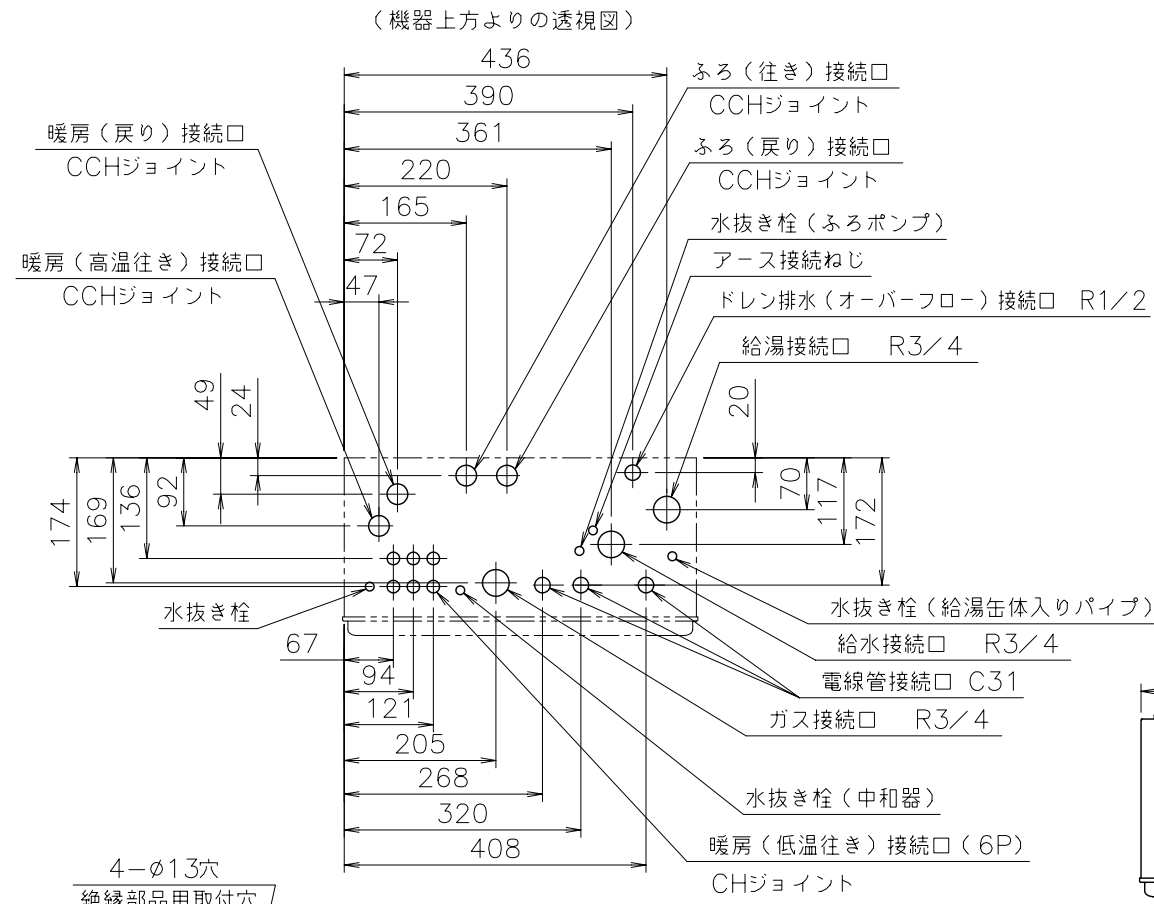 (機器上方よりの透視図)
436
390
361
220
165
72
47
ふろ(往き)接続口
CCHジョイント
ふろ(戻り)接続口
CCHジョイント
水抜き栓(ふろポンプ)
アース接続ねじ
ドレン排水(オーバーフロー)接続口 R1/2
給湯接続口 R3/4
暖房(戻り)接続口
CCHジョイント
暖房(高温往き)接続口
CCHジョイント
49
24
174
169
136
92
20
70
117
172
水抜き栓
67
94
121
205
268
320
408
水抜き栓(給湯缶体入りパイプ)
給水接続口 R3/4
電線管接続口 C31
ガス接続口 R3/4
水抜き栓(中和器)
暖房(低温往き)接続口(6P)
CHジョイント
4-φ13穴
絶縁部品用取付穴